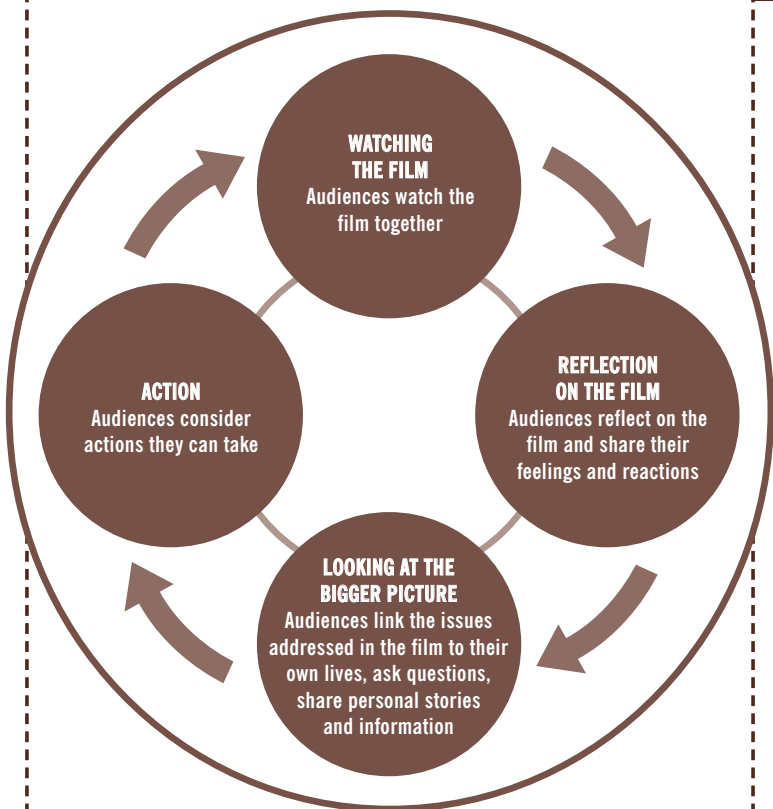 WATCHING
THE FILM
Audiences watch the
film together
REFLECTION
ON THE FILM
Audiences reflect on the
film and share their
feelings and reactions
LOOKING AT THE
BIGGER PICTURE
Audiences link the issues
addressed in the film to their
own lives, ask questions,
share personal stories
and information
ACTION
Audiences consider
actions they can take